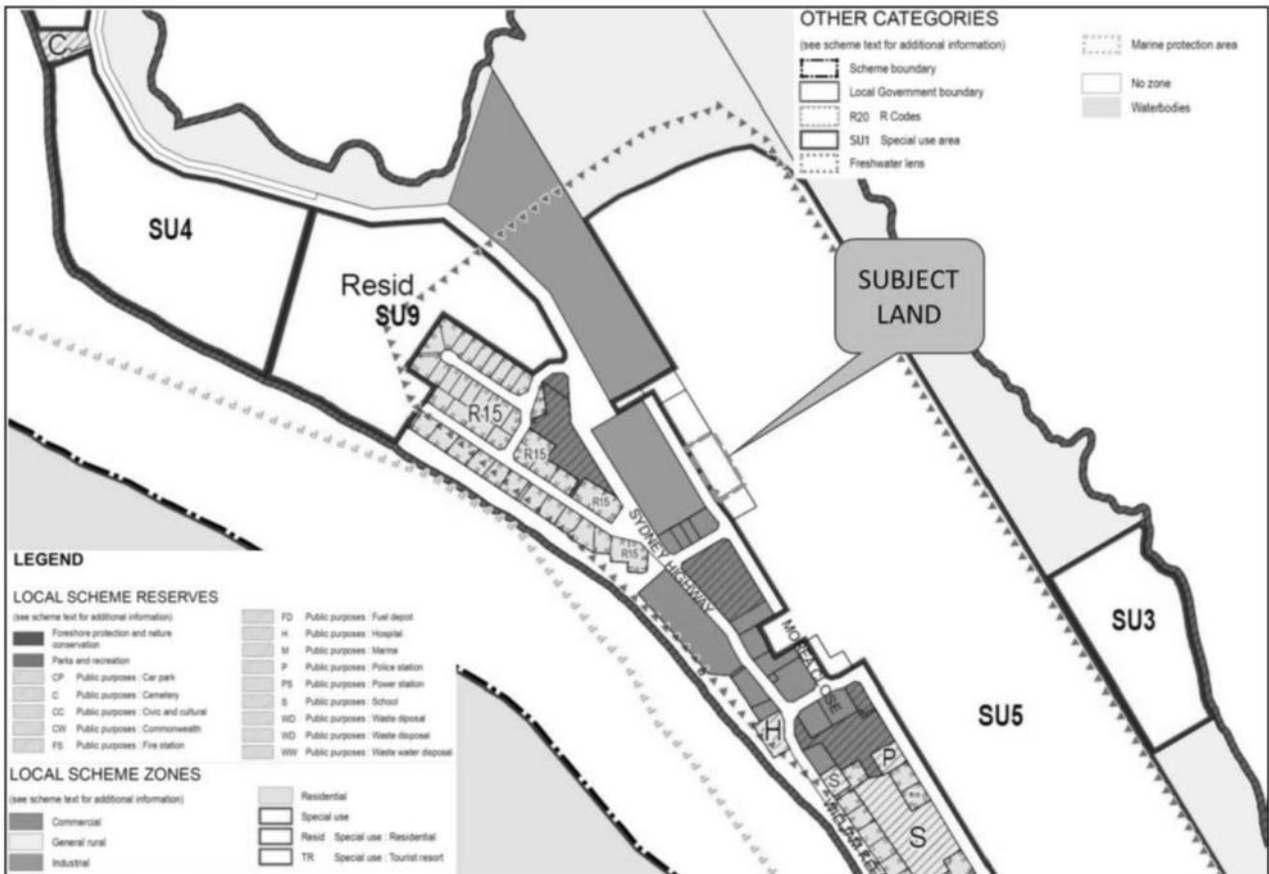 OTHER CATEGORIES
(see scheme text for additional information)
Scheme boundary
Local Government boundary
R20 R Codes
SU1 Special use area
Freshwater lens
Marine protection area
No zone
Waterbodies
C
SU4
Resid
SU9
SUBJECT
LAND
R15
R15
R15
R15
SYDNEY HIGHWAY
MOREA CLOSE
SU3
SU5
H
P
S
S
LEGEND
LOCAL SCHEME RESERVES
(see scheme text for additional information)
Foreshore protection and nature
conservation
Parks and recreation
CP Public purposes : Car park
C Public purposes : Cemetery
CC Public purposes : Civic and cultural
CW Public purposes : Commonwealth
FS Public purposes : Fire station
FD Public purposes : Fuel depot
H Public purposes : Hospital
M Public purposes : Marina
P Public purposes : Police station
PS Public purposes : Power station
S Public purposes : School
WD Public purposes : Waste diposal
WD Public purposes : Waste disposal
WW Public purposes : Waste water disposal
LOCAL SCHEME ZONES
(see scheme text for additional information)
Commercial
General rural
Industrial
Residential
Special use
Resid Special use : Residential
TR Special use : Tourist resort